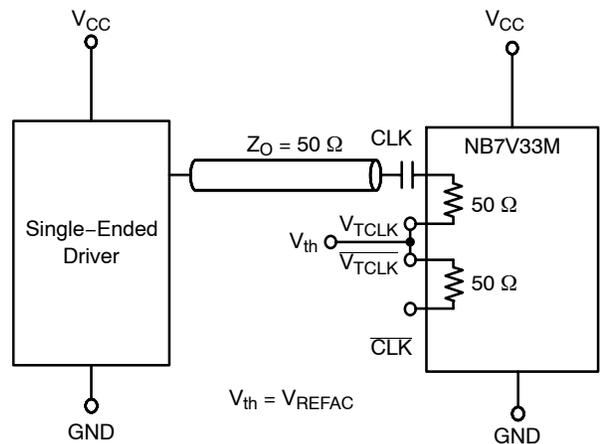 VCC
VCC
ZO = 50 Ω
CLK
NB7V33M
50 Ω
Single–Ended
Driver
VTCLK
Vth
VTCLK
50 Ω
CLK
Vth = VREFAC
GND
GND